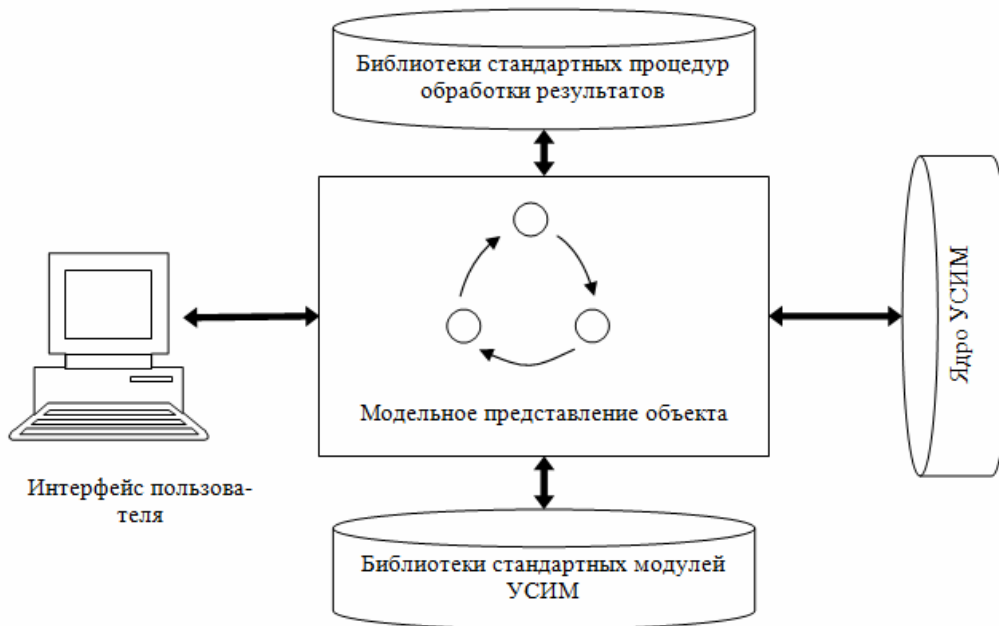 Библиотеки стандартных процедур
обработки результатов
Ядро УСИМ
Модельное представление объекта
Интерфейс пользова-
теля
Библиотеки стандартных модулей
УСИМ